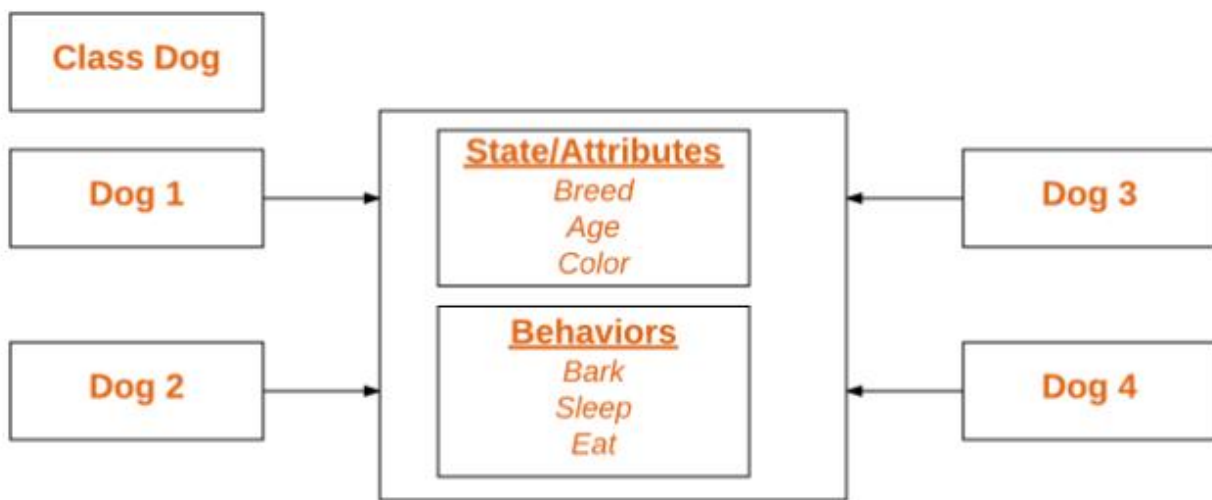 Class Dog
Dog 1
Dog 2
State/Attributes
Breed
Age
Color
Behaviors
Bark
Sleep
Eat
Dog 3
Dog 4